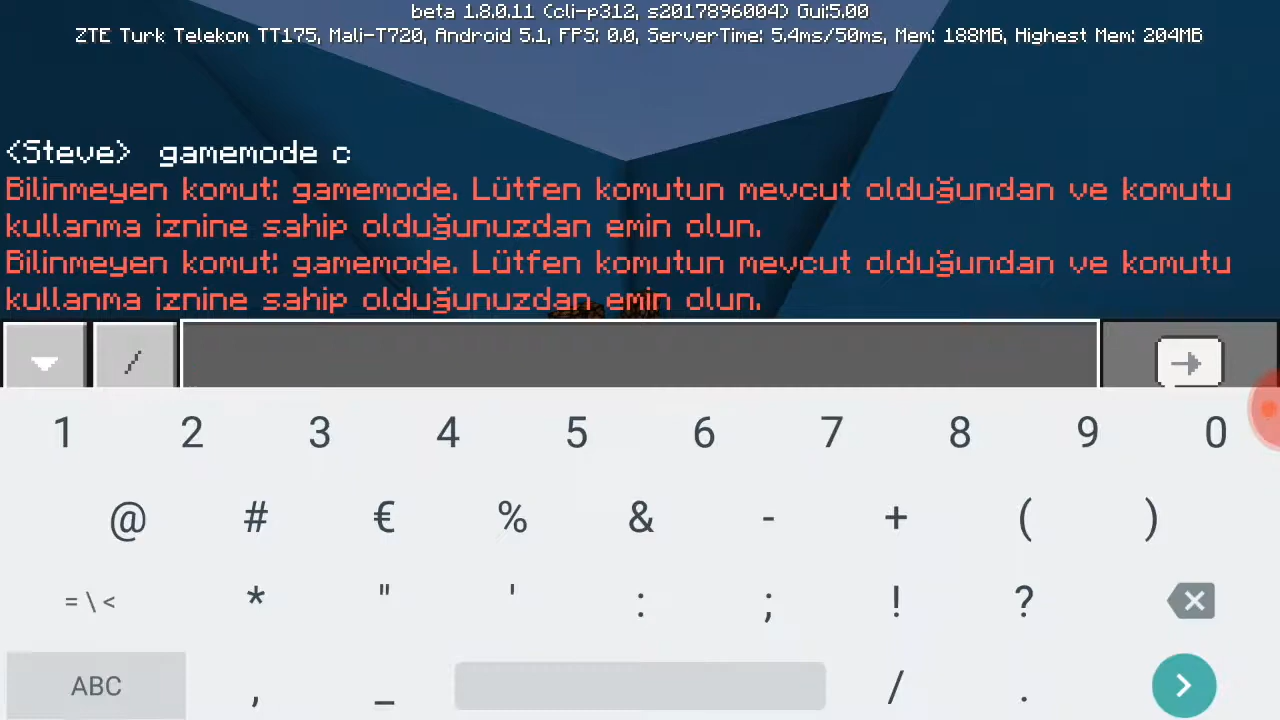 beta 1.8.0.11 (cli-p312, s2017896004) Gui:5.00
ZTE Turk Telekom TT175, Mali-T720, Android 5.1, FPS: 0.0, ServerTime: 5.4ms/50ms, Mem: 188MB, Highest Mem: 204MB
<Steve> gamemode c
Bilinmeyen komut: gamemode. Lütfen komutun mevcut olduğundan ve komutu
kullanma iznine sahip olduğunuzdan emin olun.
Bilinmeyen komut: gamemode. Lütfen komutun mevcut olduğundan ve komutu
kullanma iznine sahip olduğunuzdan emin olun.
/
1 2 3 4 5 6 7 8 9 0
@ # € % & - + ( )
= \ < * " ' : ; ! ?
ABC , _ / .